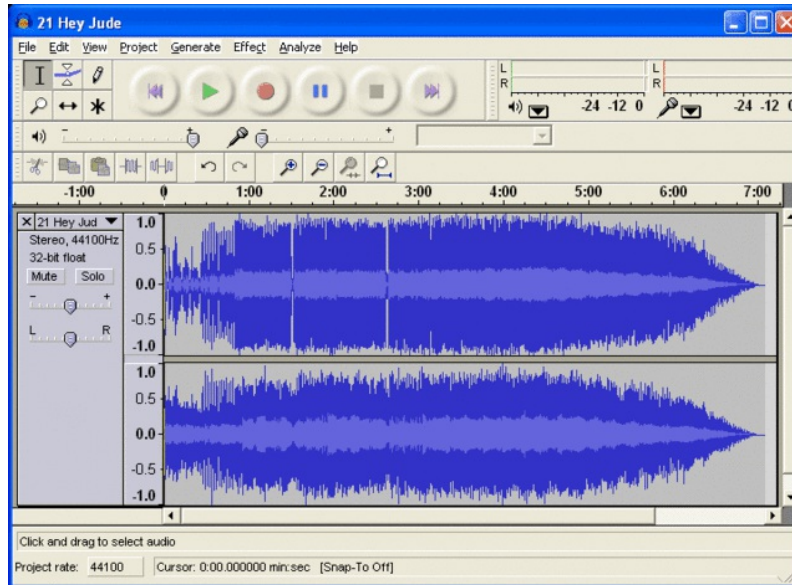 21 Hey Jude
File Edit View Project Generate Effect Analyze Help
L
R
-24 -12 0
L
R
-24 -12 0
- +
- +
-1:00 0 1:00 2:00 3:00 4:00 5:00 6:00 7:00
21 Hey Jud
Stereo, 44100Hz
32-bit float
Mute Solo
- +
L R
1.0
0.5
0.0
-0.5
-1.0
1.0
0.5
0.0
-0.5
-1.0
Click and drag to select audio
Project rate: 44100 Cursor: 0:00.000000 min:sec [Snap-To Off]